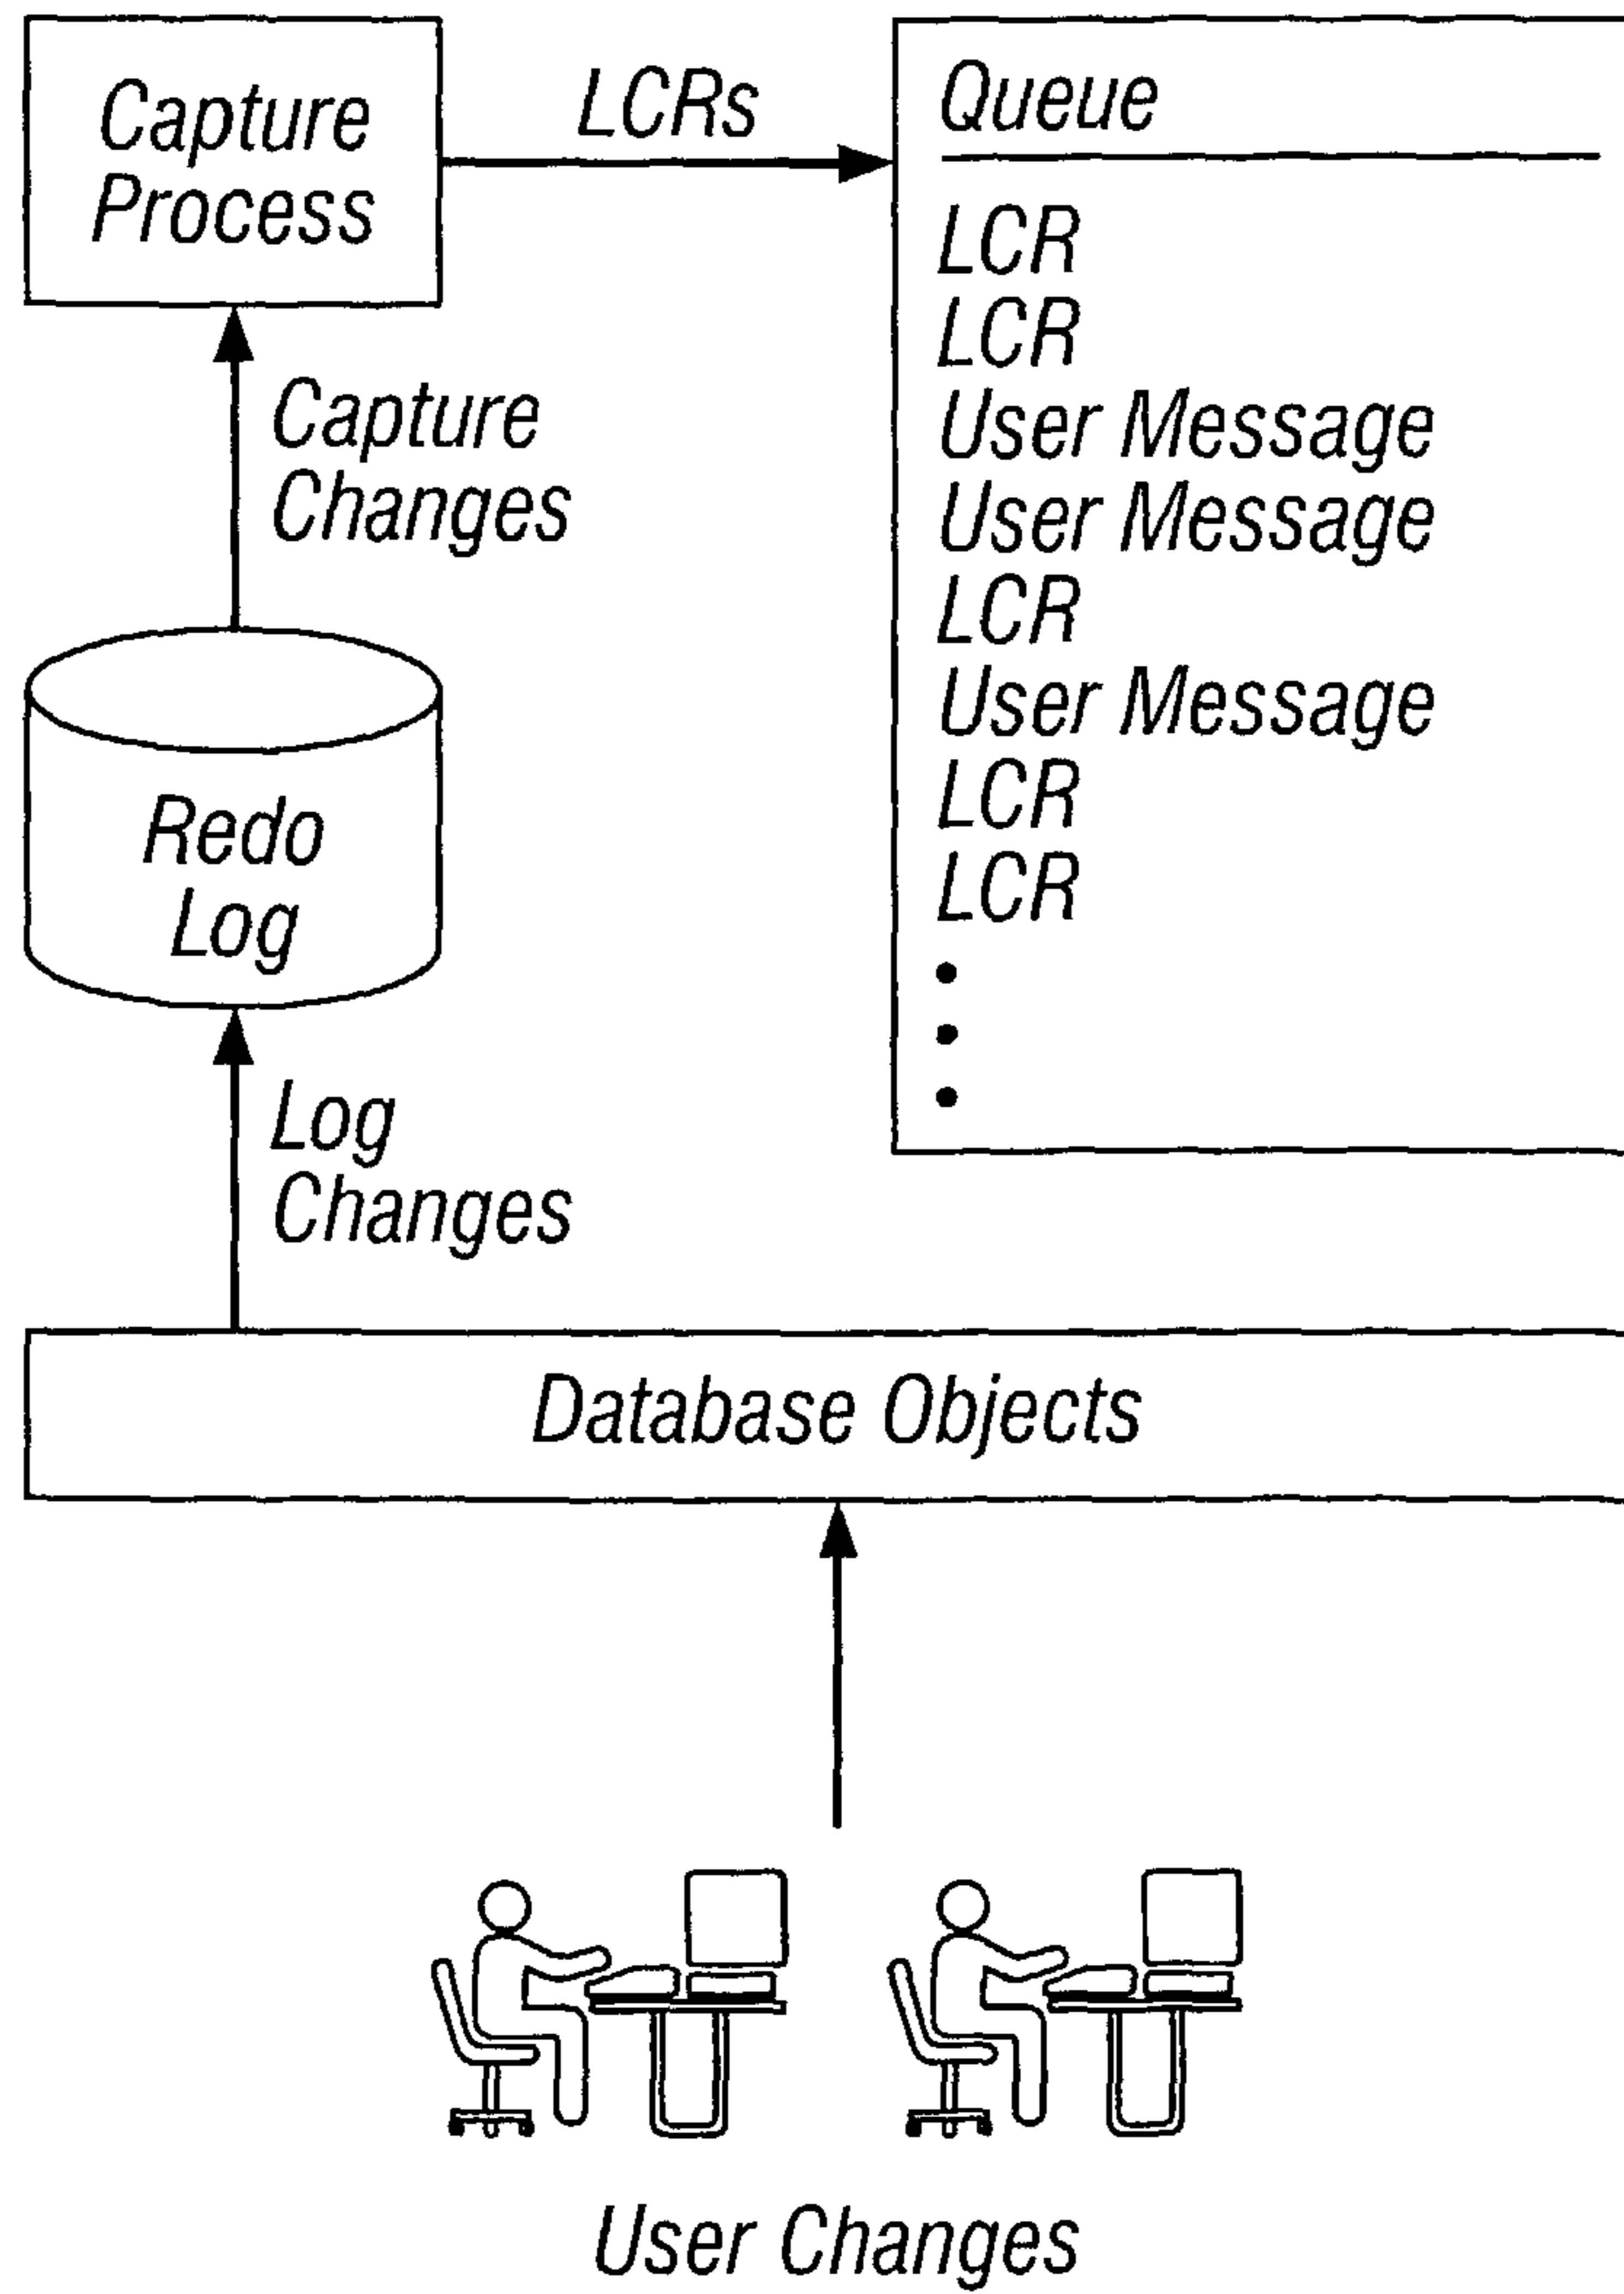 Capture
Process
LCRs
Queue
LCR
LCR
User Message
User Message
LCR
User Message
LCR
LCR
Capture
Changes
Redo
Log
Log
Changes
Database Objects
User Changes